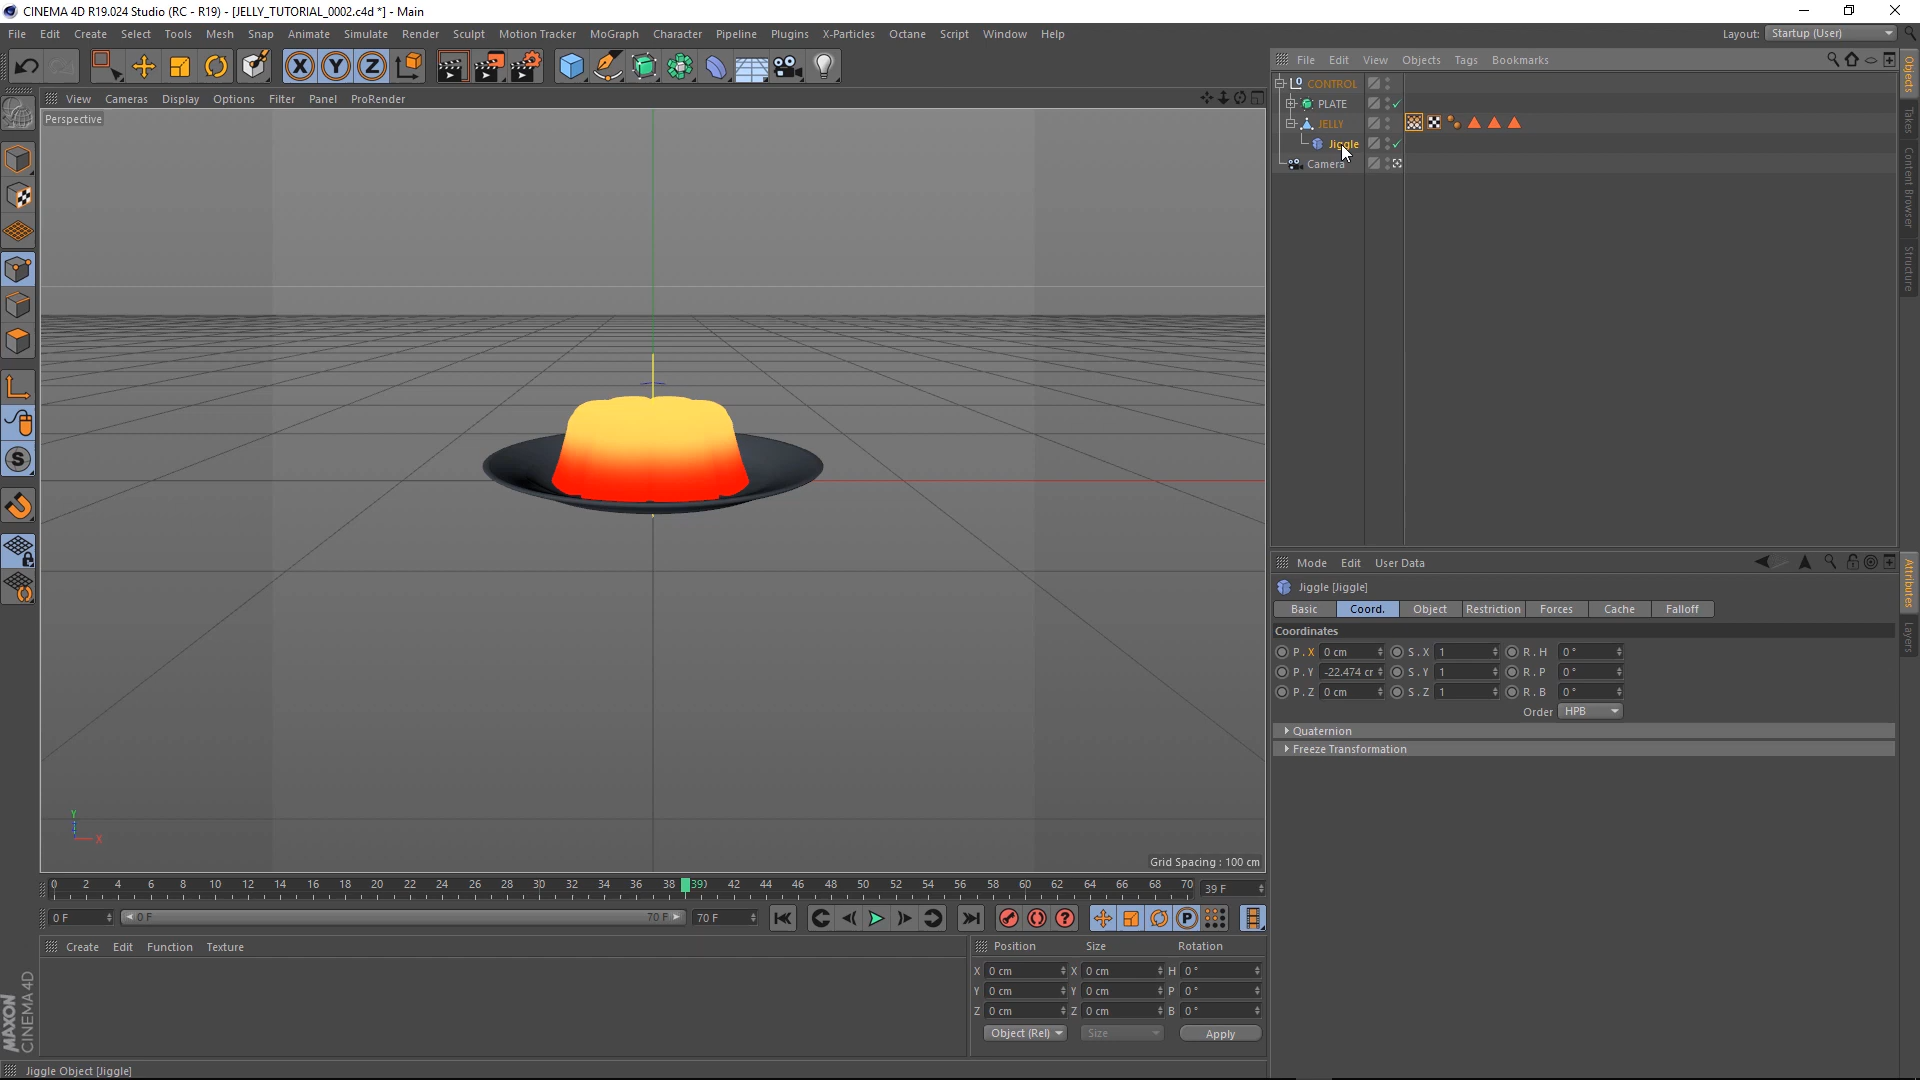 CINEMA 4D R19.024 Studio (RC - R19) - [JELLY_TUTORIAL_0002.c4d *] - Main
File Edit Create Select Tools Mesh Snap Animate Simulate Render Sculpt Motion Tracker MoGraph Character Pipeline Plugins X-Particles Octane Script Window Help
Layout: Startup (User)
X Y Z
File Edit View Objects Tags Bookmarks
View Cameras Display Options Filter Panel ProRender
Perspective
CONTROL
PLATE
JELLY
Jiggle
Camera
Objects
Takes
Content Browser
Structure
Mode Edit User Data
Jiggle [Jiggle]
Basic Coord. Object Restriction Forces Cache Falloff
Coordinates
P . X 0 cm S . X 1 R . H 0 °
P . Y -22.474 cr S . Y 1 R . P 0 °
P . Z 0 cm S . Z 1 R . B 0 °
Order HPB
Quaternion
Freeze Transformation
Attributes
Layers
Y
X
Grid Spacing : 100 cm
0 2 4 6 8 10 12 14 16 18 20 22 24 26 28 30 32 34 36 38 39 42 44 46 48 50 52 54 56 58 60 62 64 66 68 70 39 F
0 F 0 F 70 F 70 F
Create Edit Function Texture
Position Size Rotation
X 0 cm X 0 cm H 0 °
Y 0 cm Y 0 cm P 0 °
Z 0 cm Z 0 cm B 0 °
Object (Rel) Size Apply
MAXON
CINEMA 4D
Jiggle Object [Jiggle]